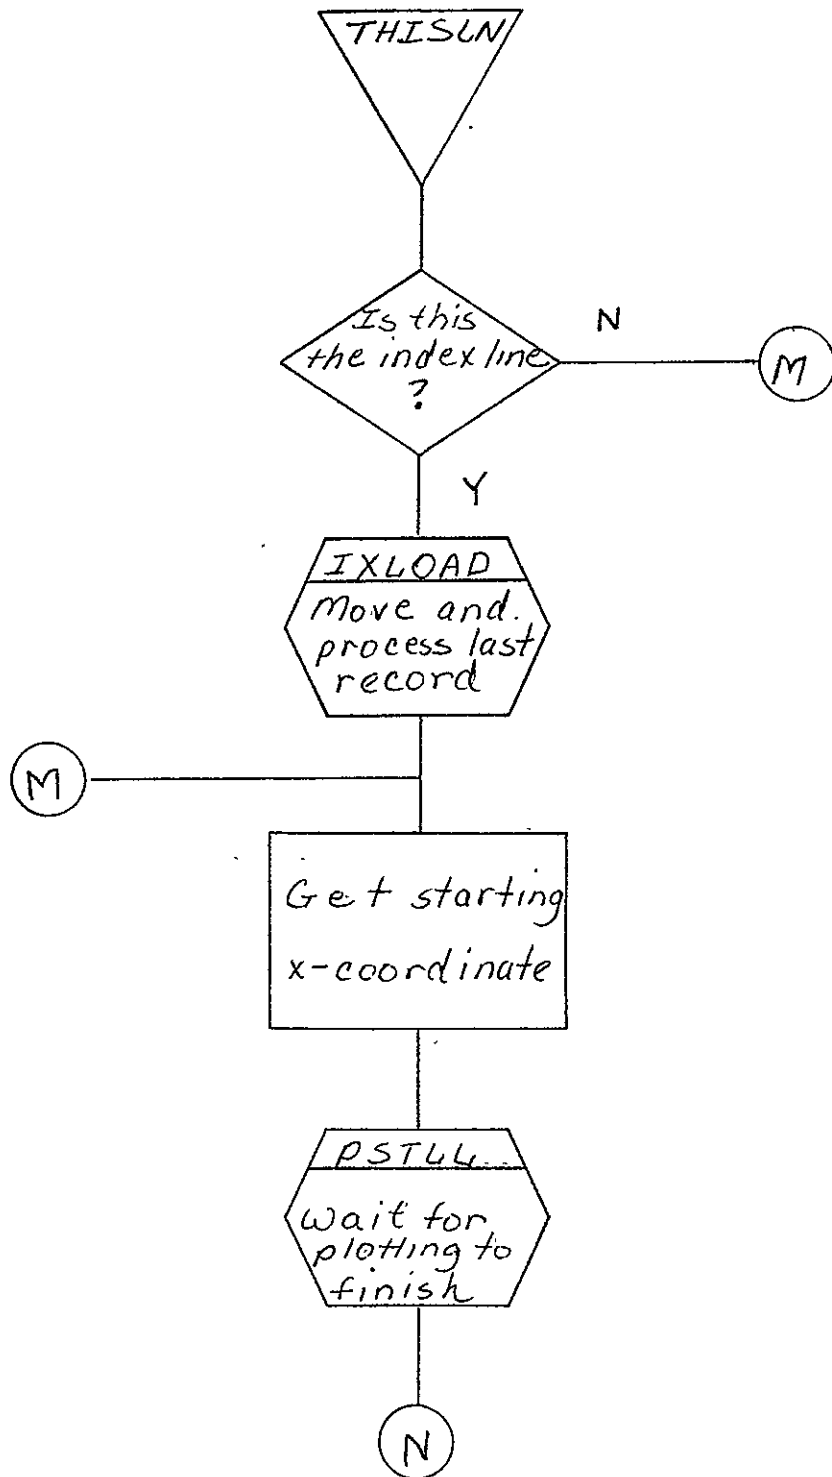 THISLN
Is this
the index line
?
N
M
Y
IXLOAD
Move and.
process last
record
M
Get starting
x-coordinate
PSTLL...
Wait for
plotting to
finish
N